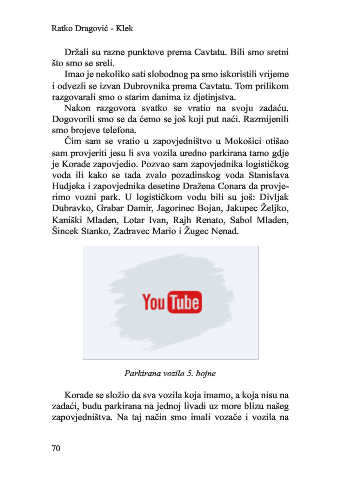 Ratko Dragović - Klek
Držali su razne punktove prema Cavtatu. Bili smo sretni
što smo se sreli.
Imao je nekoliko sati slobodnog pa smo iskoristili vrijeme
i odvezli se izvan Dubrovnika prema Cavtatu. Tom prilikom
razgovarali smo o starim danima iz djetinjstva.
Nakon razgovora svatko se vratio na svoju zadaću.
Dogovorili smo se da ćemo se još koji put naći. Razmijenili
smo brojeve telefona.
Čim sam se vratio u zapovjedništvo u Mokošici otišao
sam provjeriti jesu li sva vozila uredno parkirana tamo gdje
je Korade zapovjedio. Pozvao sam zapovjednika logističkog
voda ili kako se tada zvalo pozadinskog voda Stanislava
Hudjeka i zapovjednika desetine Dražena Conara da provje-
rimo vozni park. U logističkom vodu bili su još: Divljak
Dubravko, Grabar Damir, Jagorinec Bojan, Jakupec Željko,
Kaniški Mladen, Lotar Ivan, Rajh Renato, Sabol Mladen,
Šincek Stanko, Zadravec Mario i Žugec Nenad.
YouTube
Parkirana vozila 5. bojne
Korade se složio da sva vozila koja imamo, a koja nisu na
zadaći, budu parkirana na jednoj livadi uz more blizu našeg
zapovjedništva. Na taj način smo imali vozače i vozila na
70